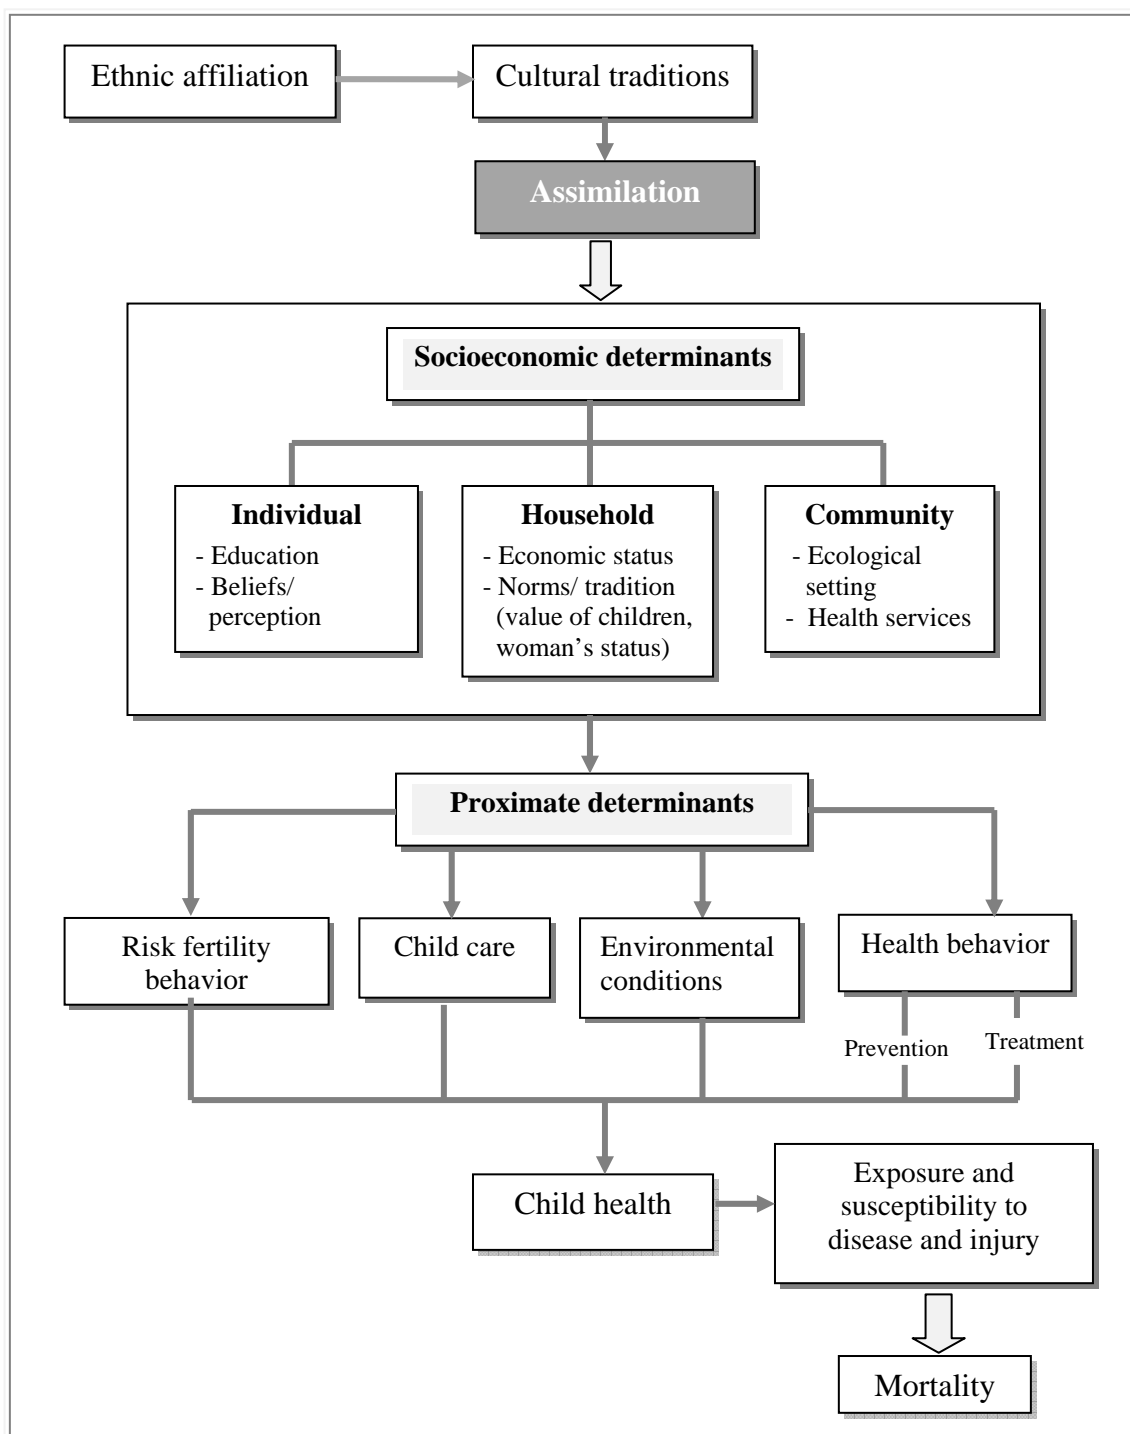 Ethnic affiliation
Cultural traditions
Assimilation
Socioeconomic determinants
Individual
- Education
- Beliefs/
perception
Household
- Economic status
- Norms/ tradition
(value of children,
woman’s status)
Community
- Ecological
setting
- Health services
Proximate determinants
Risk fertility
behavior
Child care
Environmental
conditions
Health behavior
Prevention
Treatment
Child health
Exposure and
susceptibility to
disease and injury
Mortality